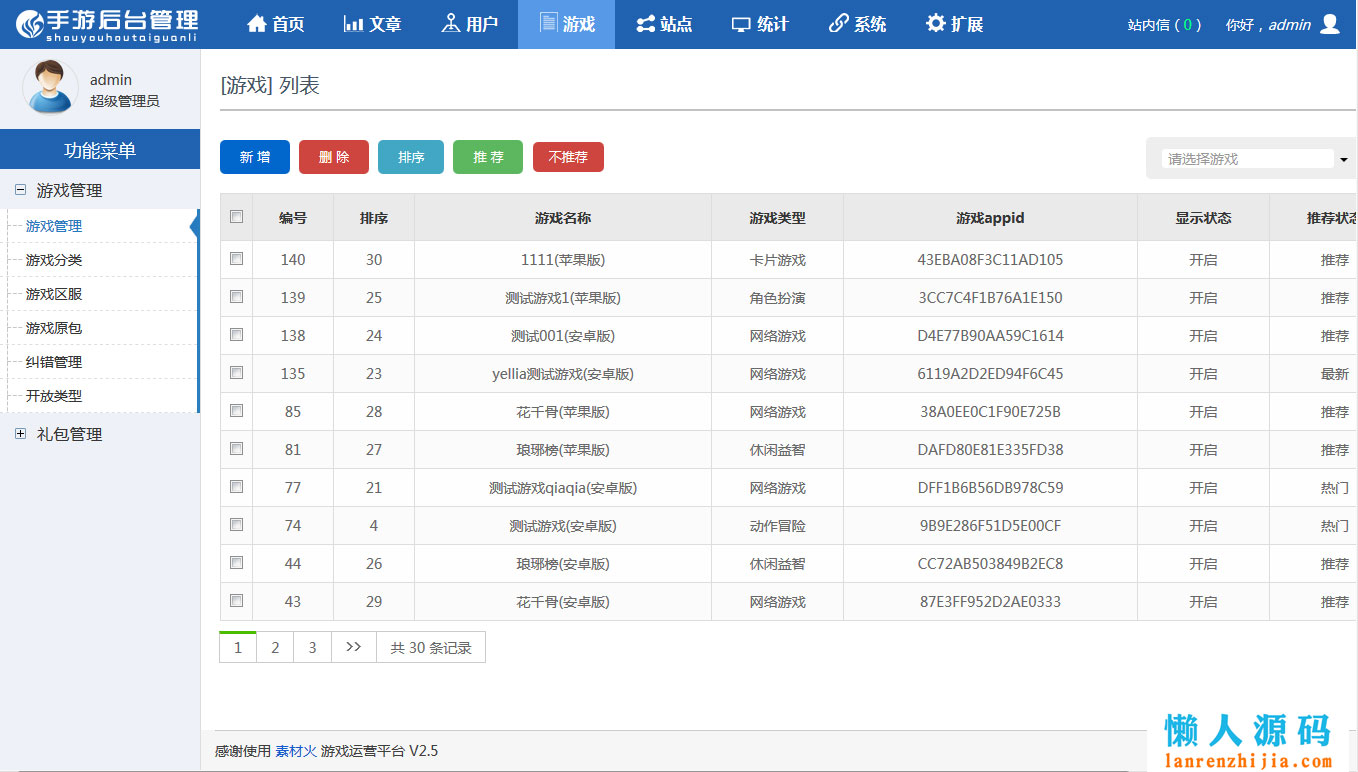 手游后台管理
shouyouhoutaiguanli
首页 文章 用户 游戏 站点 统计 系统 扩展
站内信 ( 0 ) 你好，admin
admin
超级管理员
功能菜单
游戏管理
游戏管理
游戏分类
游戏区服
游戏原包
纠错管理
开放类型
礼包管理
[游戏] 列表
新 增 删 除 排序 推 荐 不推荐 请选择游戏
编号 排序 游戏名称 游戏类型 游戏appid 显示状态 推荐状态
140 30 1111(苹果版) 卡片游戏 43EBA08F3C11AD105 开启 推荐
139 25 测试游戏1(苹果版) 角色扮演 3CC7C4F1B76A1E150 开启 推荐
138 24 测试001(安卓版) 网络游戏 D4E77B90AA59C1614 开启 推荐
135 23 yellia测试游戏(安卓版) 网络游戏 6119A2D2ED94F6C45 开启 最新
85 28 花千骨(苹果版) 网络游戏 38A0EE0C1F90E725B 开启 推荐
81 27 琅琊榜(苹果版) 休闲益智 DAFD80E81E335FD38 开启 推荐
77 21 测试游戏qiaqia(安卓版) 网络游戏 DFF1B6B56DB978C59 开启 热门
74 4 测试游戏(安卓版) 动作冒险 9B9E286F51D5E00CF 开启 热门
44 26 琅琊榜(安卓版) 休闲益智 CC72AB503849B2EC8 开启 推荐
43 29 花千骨(安卓版) 网络游戏 87E3FF952D2AE0333 开启 推荐
1 2 3 >> 共 30 条记录
感谢使用 素材火 游戏运营平台 V2.5
懒人源码
lanrenzhijia.com